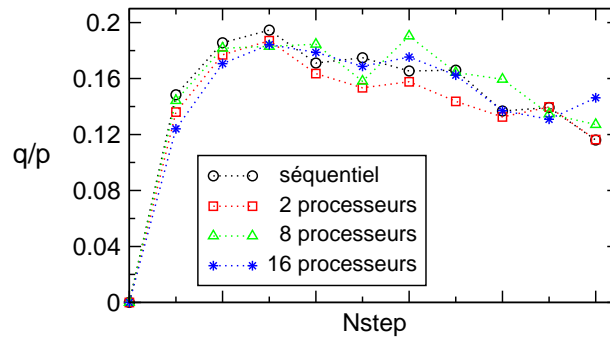 0.2
0.16
0.12
0.08
0.04
0
q/p
séquentiel
2 processeurs
8 processeurs
16 processeurs
Nstep